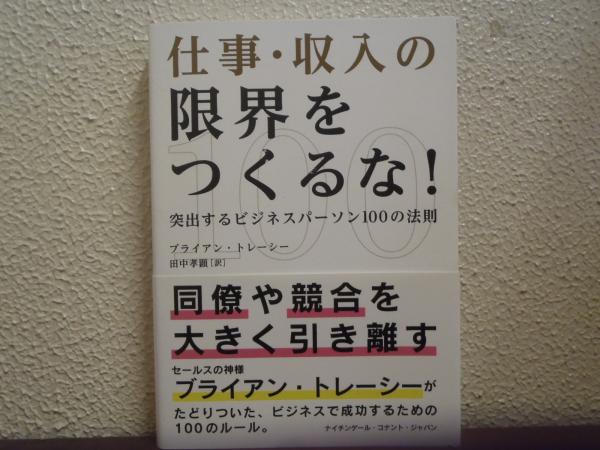 仕事・収入の
限界を
つくるな!
100
突出するビジネスパーソン100の法則
ブライアン・トレーシー
田中孝顕[訳]
同僚や競合を
大きく引き離す
セールスの神様
ブライアン・トレーシーが
たどりついた、ビジネスで成功するための
100のルール。
ナイチンゲール・コナント・ジャパン